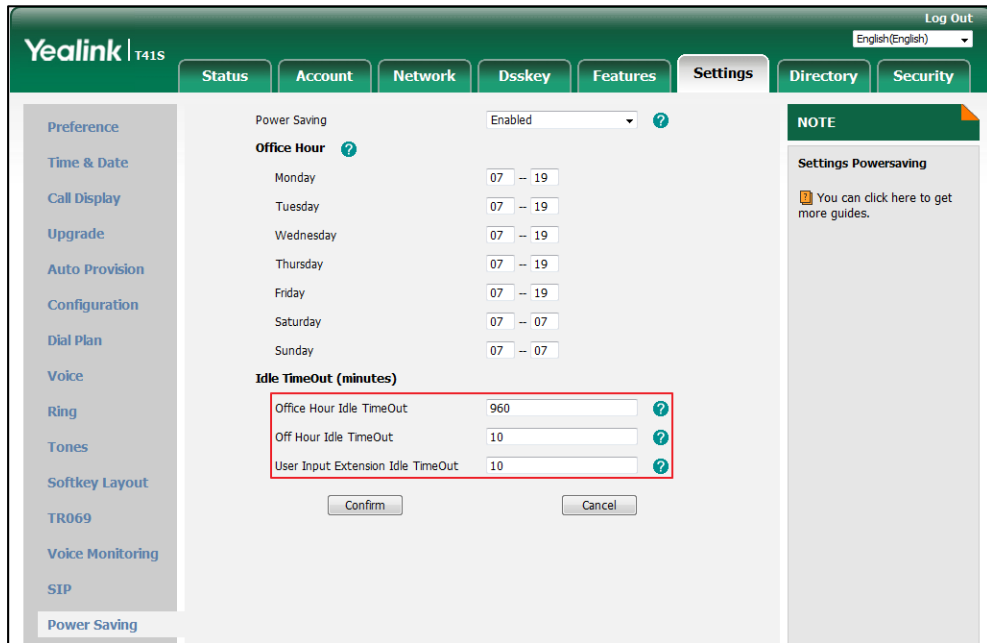 Log Out
English(English)
Yealink T41S
Status Account Network Dsskey Features Settings Directory Security
Preference
Time & Date
Call Display
Upgrade
Auto Provision
Configuration
Dial Plan
Voice
Ring
Tones
Softkey Layout
TR069
Voice Monitoring
SIP
Power Saving
Power Saving Enabled ?
Office Hour ?
Monday 07 -- 19
Tuesday 07 -- 19
Wednesday 07 -- 19
Thursday 07 -- 19
Friday 07 -- 19
Saturday 07 -- 07
Sunday 07 -- 07
Idle TimeOut (minutes)
Office Hour Idle TimeOut 960 ?
Off Hour Idle TimeOut 10 ?
User Input Extension Idle TimeOut 10 ?
Confirm Cancel
NOTE
Settings Powersaving
? You can click here to get
more guides.